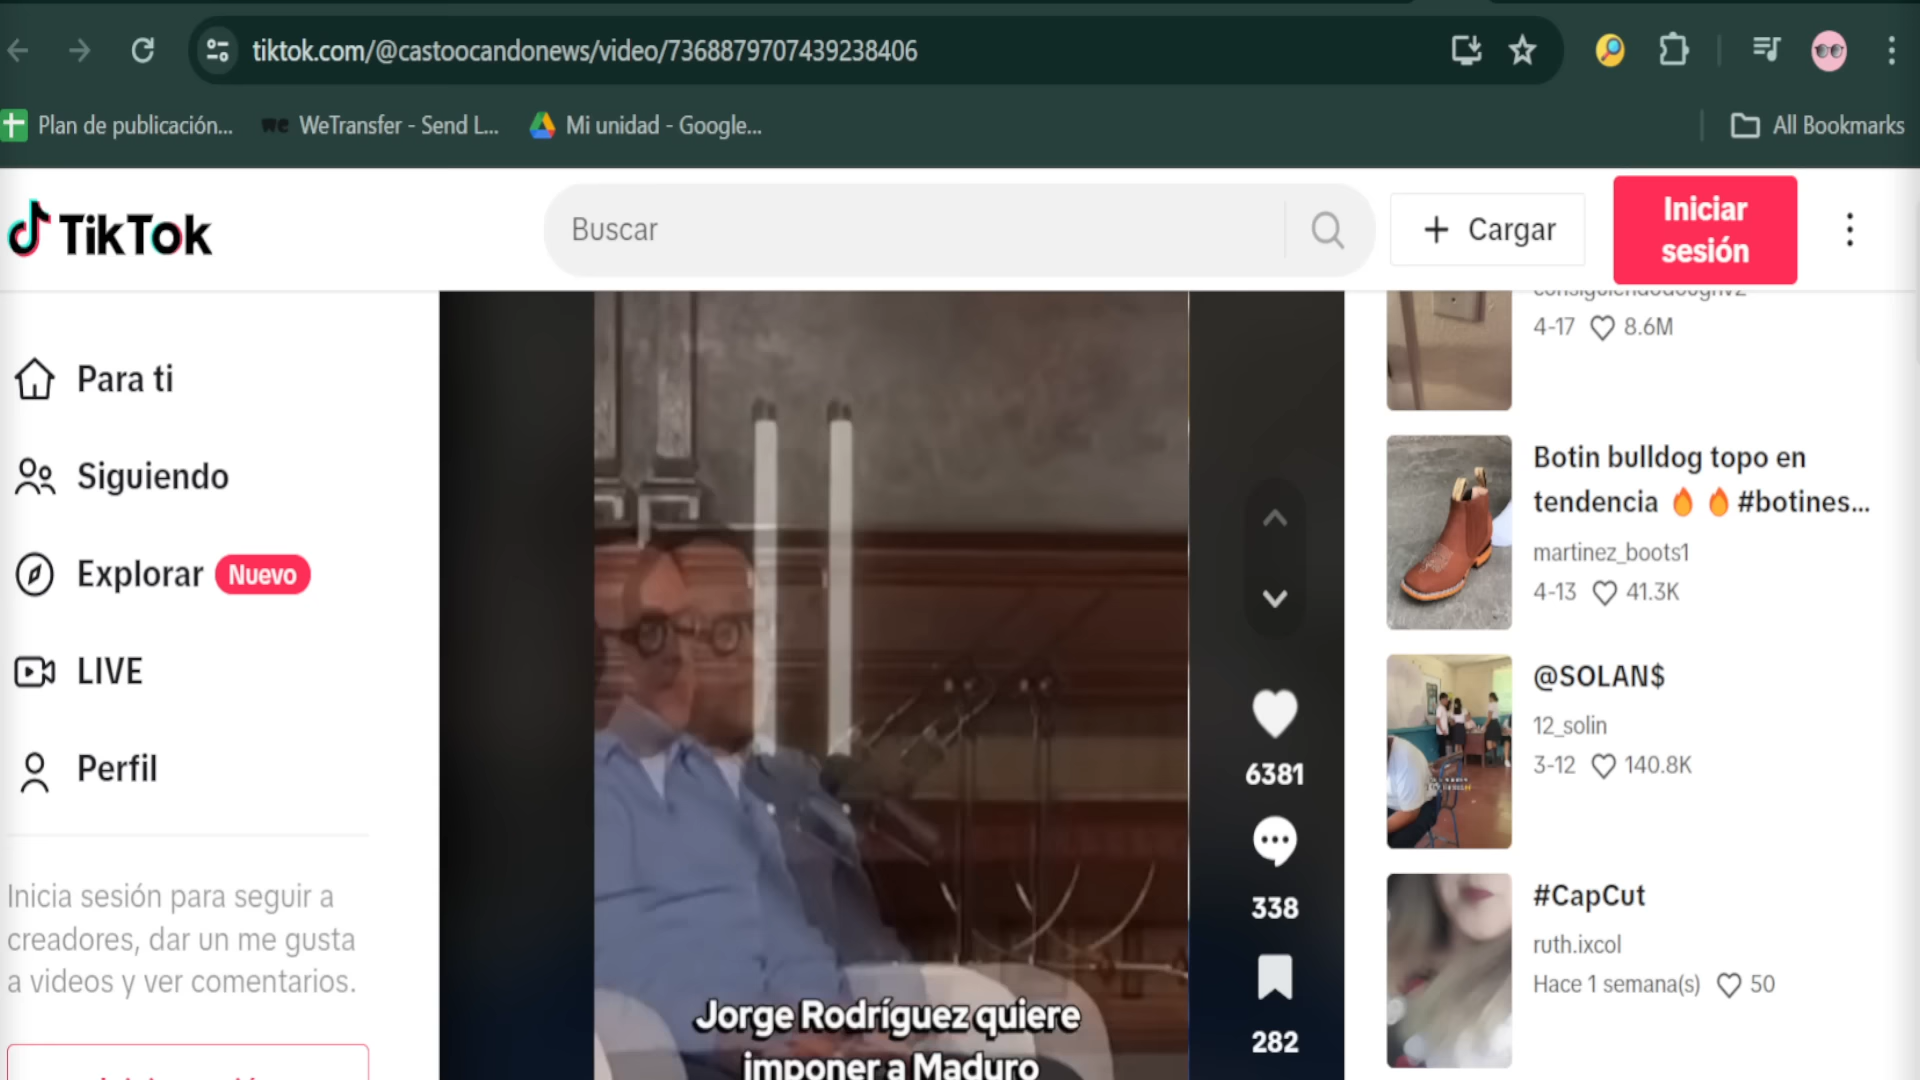 tiktok.com/@castoocandonews/video/7368879707439238406
Plan de publicación...
WeTransfer - Send L...
Mi unidad - Google...
All Bookmarks
TikTok
Buscar
Cargar
Iniciar
sesión
Para ti
Siguiendo
Explorar Nuevo
LIVE
Perfil
Inicia sesión para seguir a
creadores, dar un me gusta
a videos y ver comentarios.
Jorge Rodríguez quiere
imponer a Maduro
6381
338
282
4-17 8.6M
Botin bulldog topo en
tendencia 🔥 🔥 #botines...
martinez_boots1
4-13 41.3K
@SOLAN$
12_solin
3-12 140.8K
#CapCut
ruth.ixcol
Hace 1 semana(s) 50